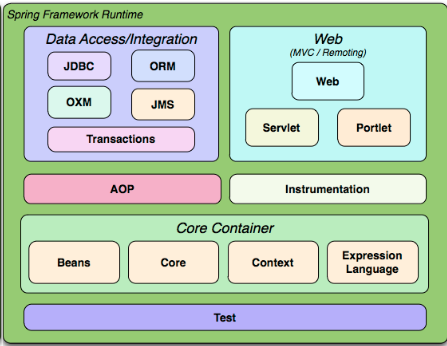 Spring Framework Runtime
Data Access/Integration
JDBC
ORM
OXM
JMS
Transactions
Web
(MVC / Remoting)
Web
Servlet
Portlet
AOP
Instrumentation
Core Container
Beans
Core
Context
Expression
Language
Test